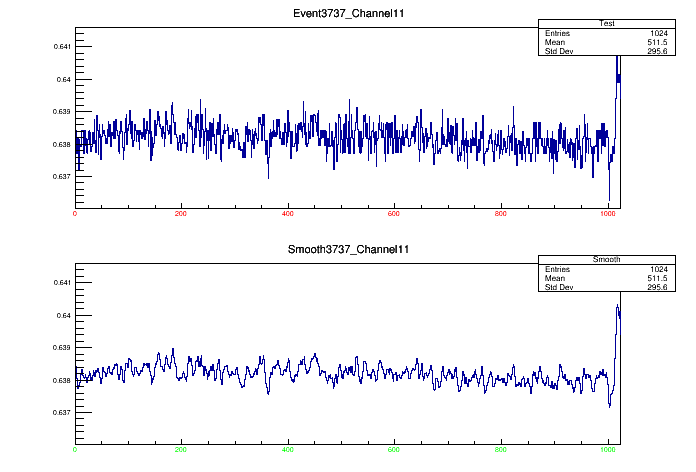 Event3737_Channel11
Test
Entries 1024
Mean 511.5
Std Dev 295.6
0.641
0.64
0.639
0.638
0.637
0 200 400 600 800 1000
Smooth3737_Channel11
Smooth
Entries 1024
Mean 511.5
Std Dev 295.6
0.641
0.64
0.639
0.638
0.637
0 200 400 600 800 1000